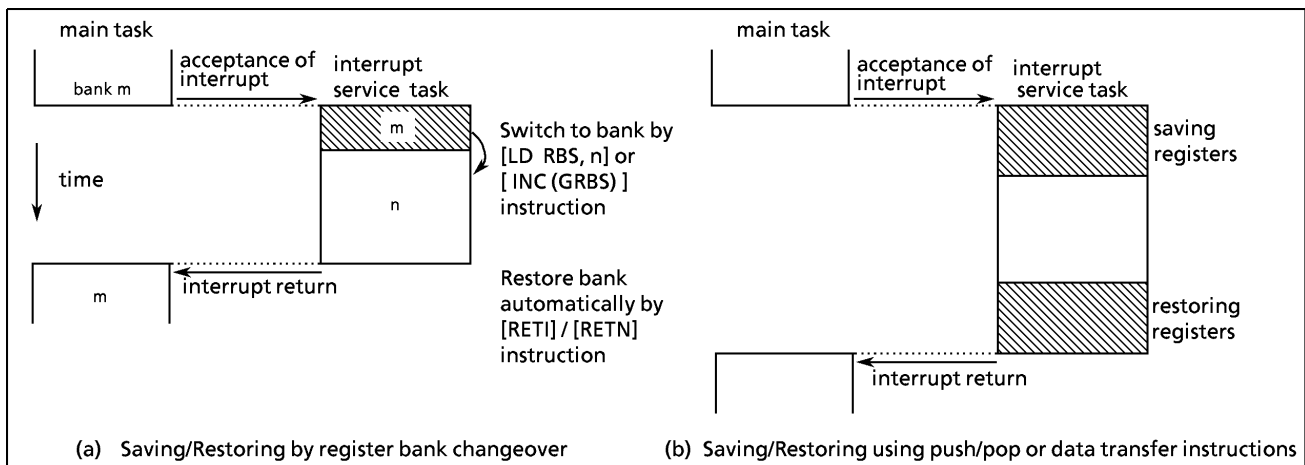 main task
bank m
acceptance of
interrupt
interrupt
service task
m
Switch to bank by
[LD RBS, n] or
[ INC (GRBS) ]
instruction
time
n
m
interrupt return
Restore bank
automatically by
[RETI] / [RETN]
instruction
(a) Saving/Restoring by register bank changeover
main task
acceptance of
interrupt
interrupt
service task
saving
registers
restoring
registers
interrupt return
(b) Saving/Restoring using push/pop or data transfer instructions